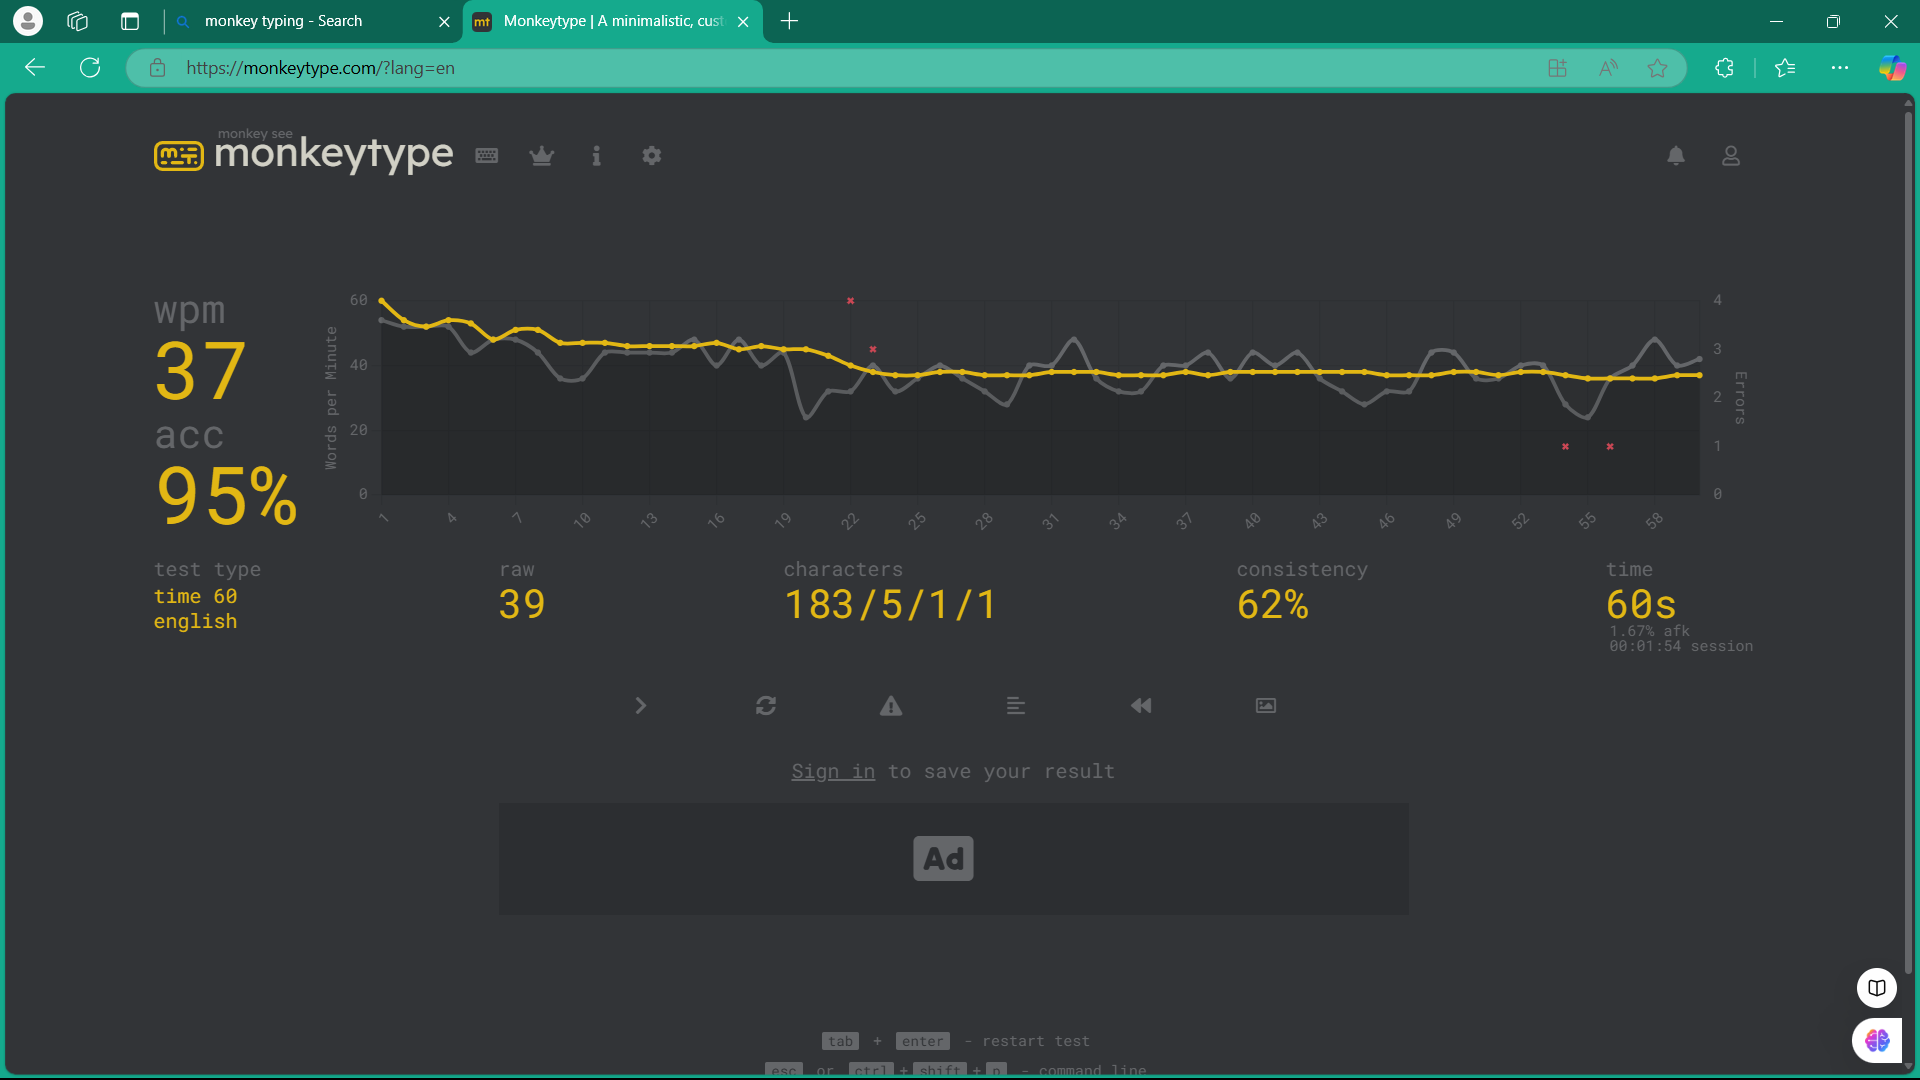 monkey typing - Search
mt
Monkeytype | A minimalistic, cust
https://monkeytype.com/?lang=en
monkey see
monkeytype
wpm
37
acc
95%
Words per Minute
60
40
20
0
4
3
2
1
0
Errors
1 4 7 10 13 16 19 22 25 28 31 34 37 40 43 46 49 52 55 58
test type
time 60
english
raw
39
characters
183/5/1/1
consistency
62%
time
60s
1.67% afk
00:01:54 session
Sign in to save your result
Ad
tab + enter - restart test
esc or ctrl + shift + p - command line